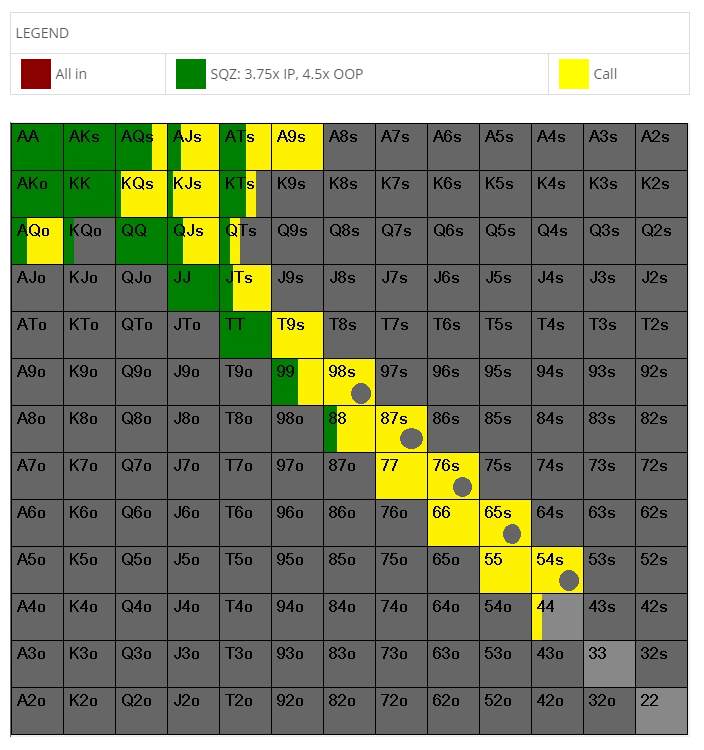 LEGEND
All in SQZ: 3.75x IP, 4.5x OOP Call
AA AKs AQs AJs ATs A9s A8s A7s A6s A5s A4s A3s A2s
AKo KK KQs KJs KTs K9s K8s K7s K6s K5s K4s K3s K2s
AQo KQo QQ QJs QTs Q9s Q8s Q7s Q6s Q5s Q4s Q3s Q2s
AJo KJo QJo JJ JTs J9s J8s J7s J6s J5s J4s J3s J2s
ATo KTo QTo JTo TT T9s T8s T7s T6s T5s T4s T3s T2s
A9o K9o Q9o J9o T9o 99 98s 97s 96s 95s 94s 93s 92s
A8o K8o Q8o J8o T8o 98o 88 87s 86s 85s 84s 83s 82s
A7o K7o Q7o J7o T7o 97o 87o 77 76s 75s 74s 73s 72s
A6o K6o Q6o J6o T6o 96o 86o 76o 66 65s 64s 63s 62s
A5o K5o Q5o J5o T5o 95o 85o 75o 65o 55 54s 53s 52s
A4o K4o Q4o J4o T4o 94o 84o 74o 64o 54o 44 43s 42s
A3o K3o Q3o J3o T3o 93o 83o 73o 63o 53o 43o 33 32s
A2o K2o Q2o J2o T2o 92o 82o 72o 62o 52o 42o 32o 22